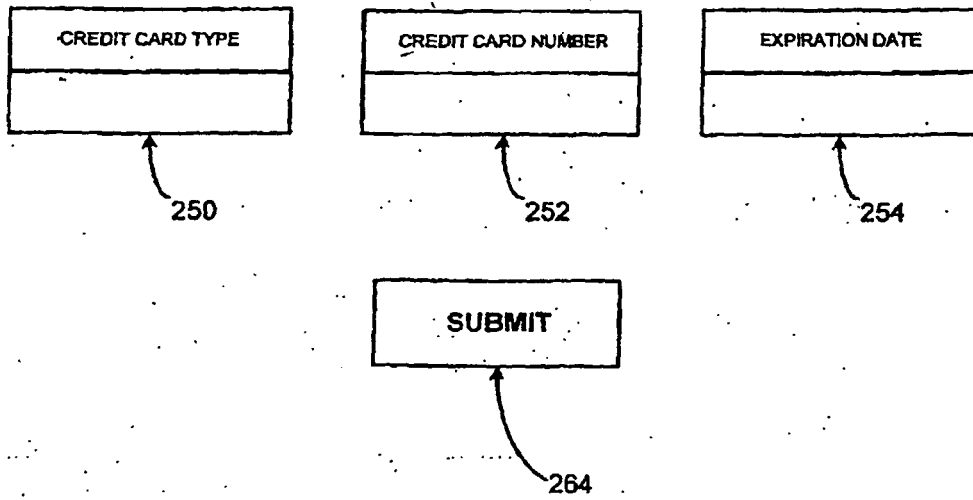 CREDIT CARD TYPE CREDIT CARD NUMBER EXPIRATION DATE
250 252 254
SUBMIT
264